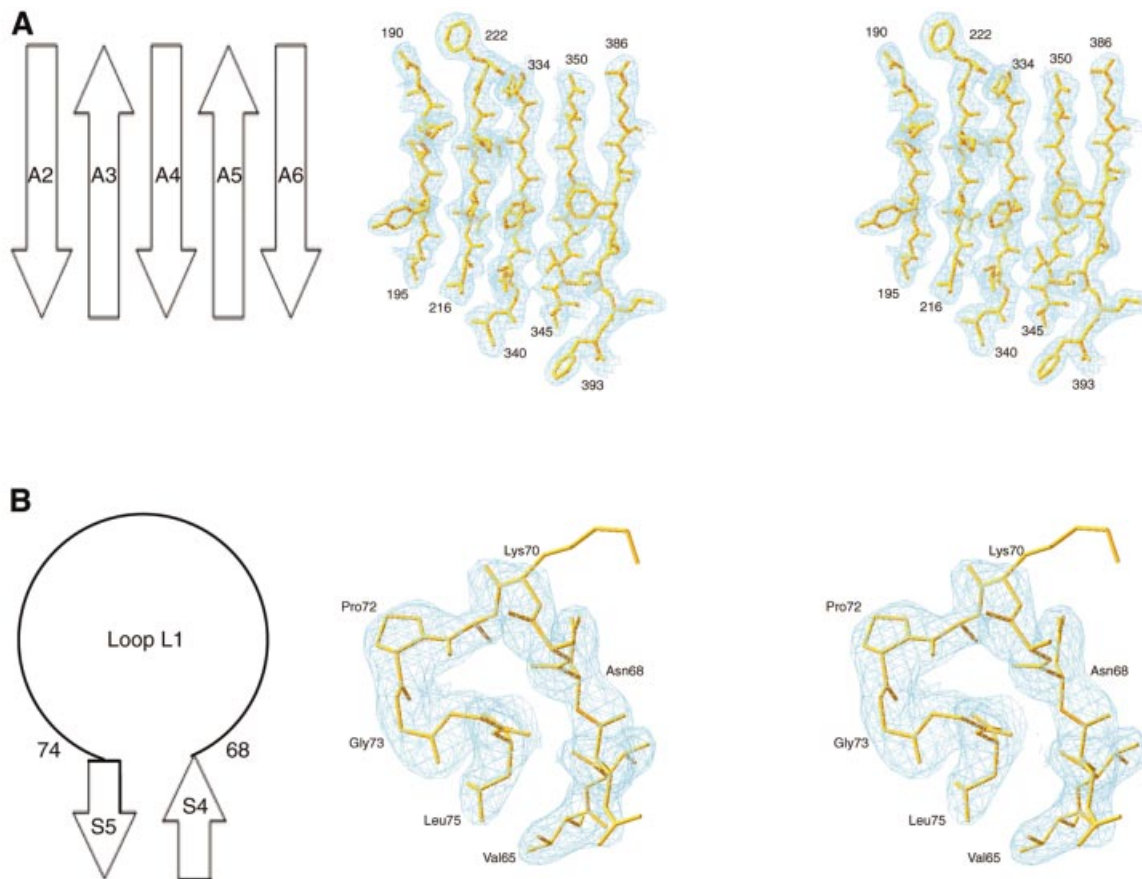 A
A2 A3 A4 A5 A6
190 222 334 350 386
195 216 340 345 393
190 222 334 350 386
195 216 340 345 393
B
Loop L1
74 68
S5 S4
Lys70
Pro72
Asn68
Gly73
Leu75
Val65
Lys70
Pro72
Asn68
Gly73
Leu75
Val65